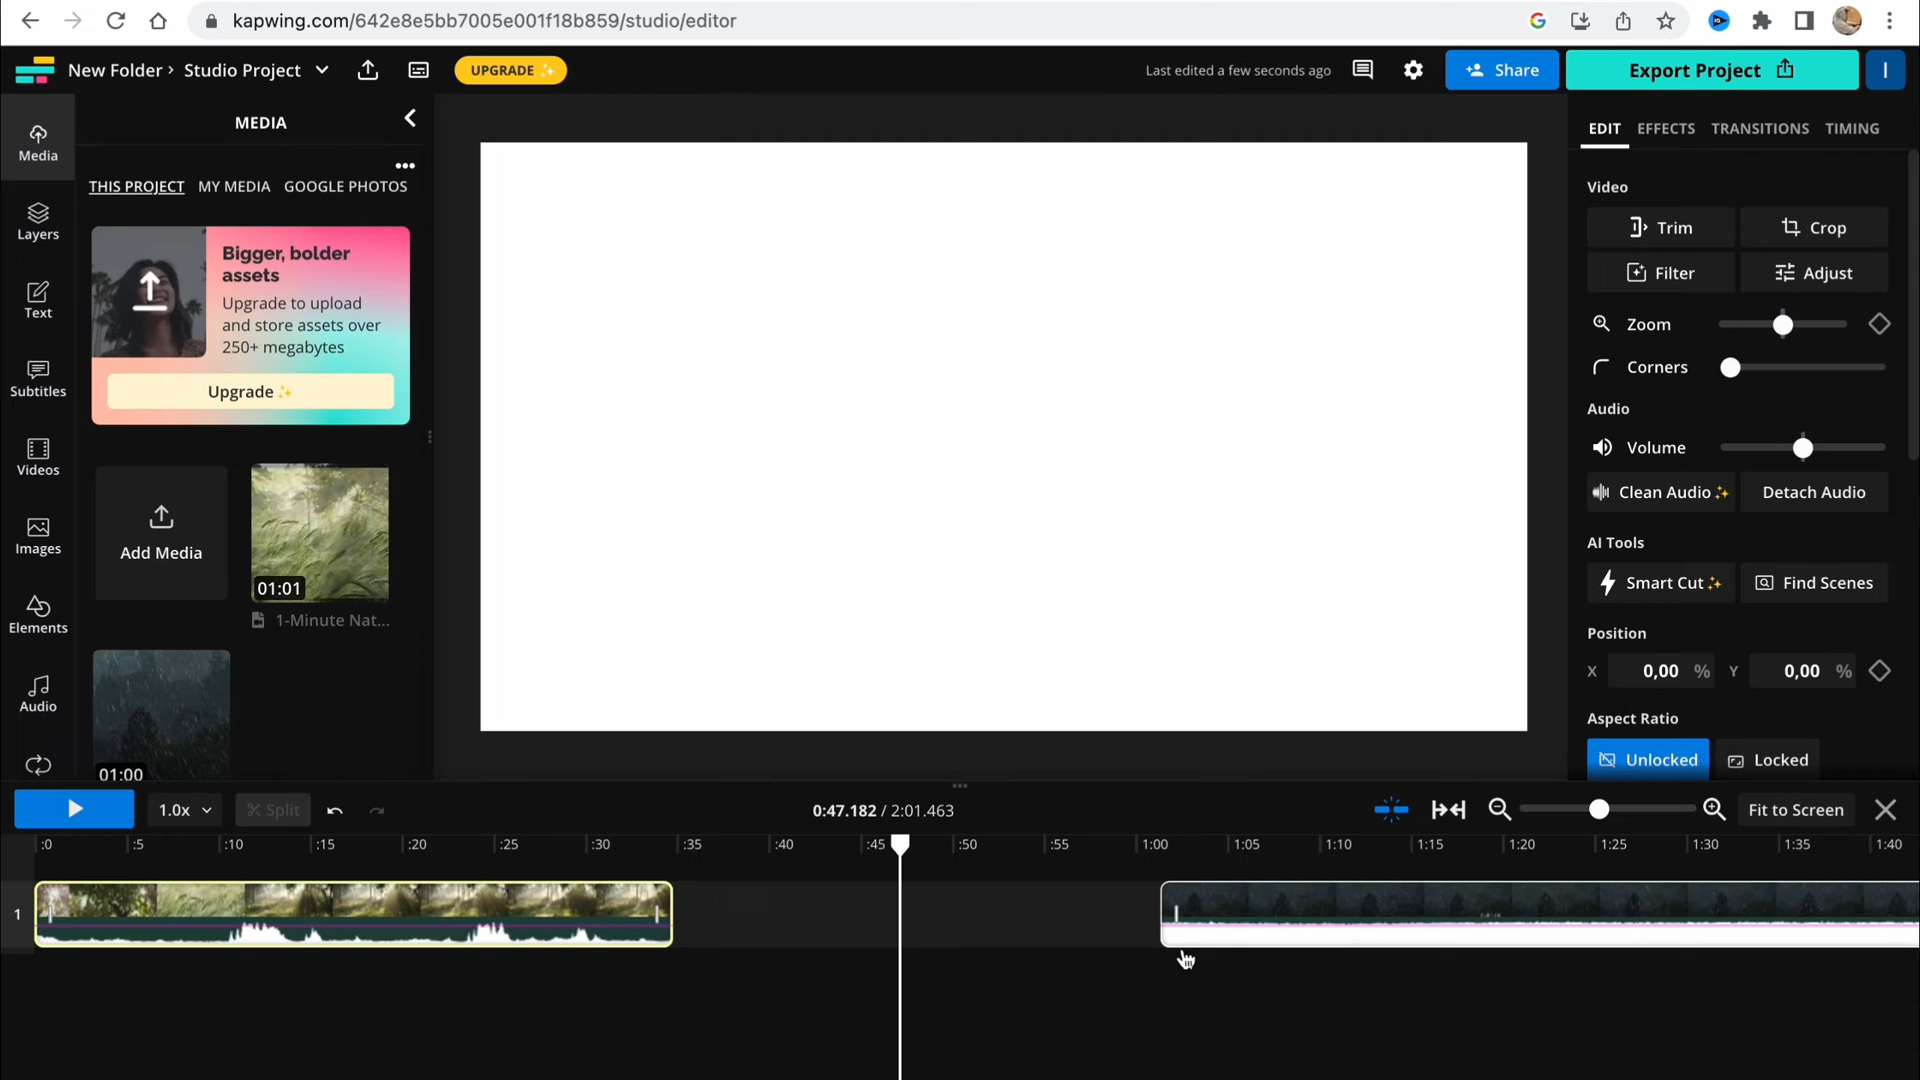 kapwing.com/642e8e5bb7005e001f18b859/studio/editor
New Folder › Studio Project
UPGRADE
Last edited a few seconds ago
Share
Export Project
I
Media
Layers
Text
Subtitles
Videos
Images
Elements
Audio
MEDIA
THIS PROJECT MY MEDIA GOOGLE PHOTOS
Bigger, bolder
assets
Upgrade to upload
and store assets over
250+ megabytes
Upgrade
Add Media
01:01
1-Minute Nat...
01:00
EDIT EFFECTS TRANSITIONS TIMING
Video
Trim Crop
Filter Adjust
Zoom
Corners
Audio
Volume
Clean Audio Detach Audio
AI Tools
Smart Cut Find Scenes
Position
X 0,00 % Y 0,00 %
Aspect Ratio
Unlocked Locked
1.0x Split 0:47.182 / 2:01.463 Fit to Screen
:0 :5 :10 :15 :20 :25 :30 :35 :40 :45 :50 :55 1:00 1:05 1:10 1:15 1:20 1:25 1:30 1:35 1:40
1